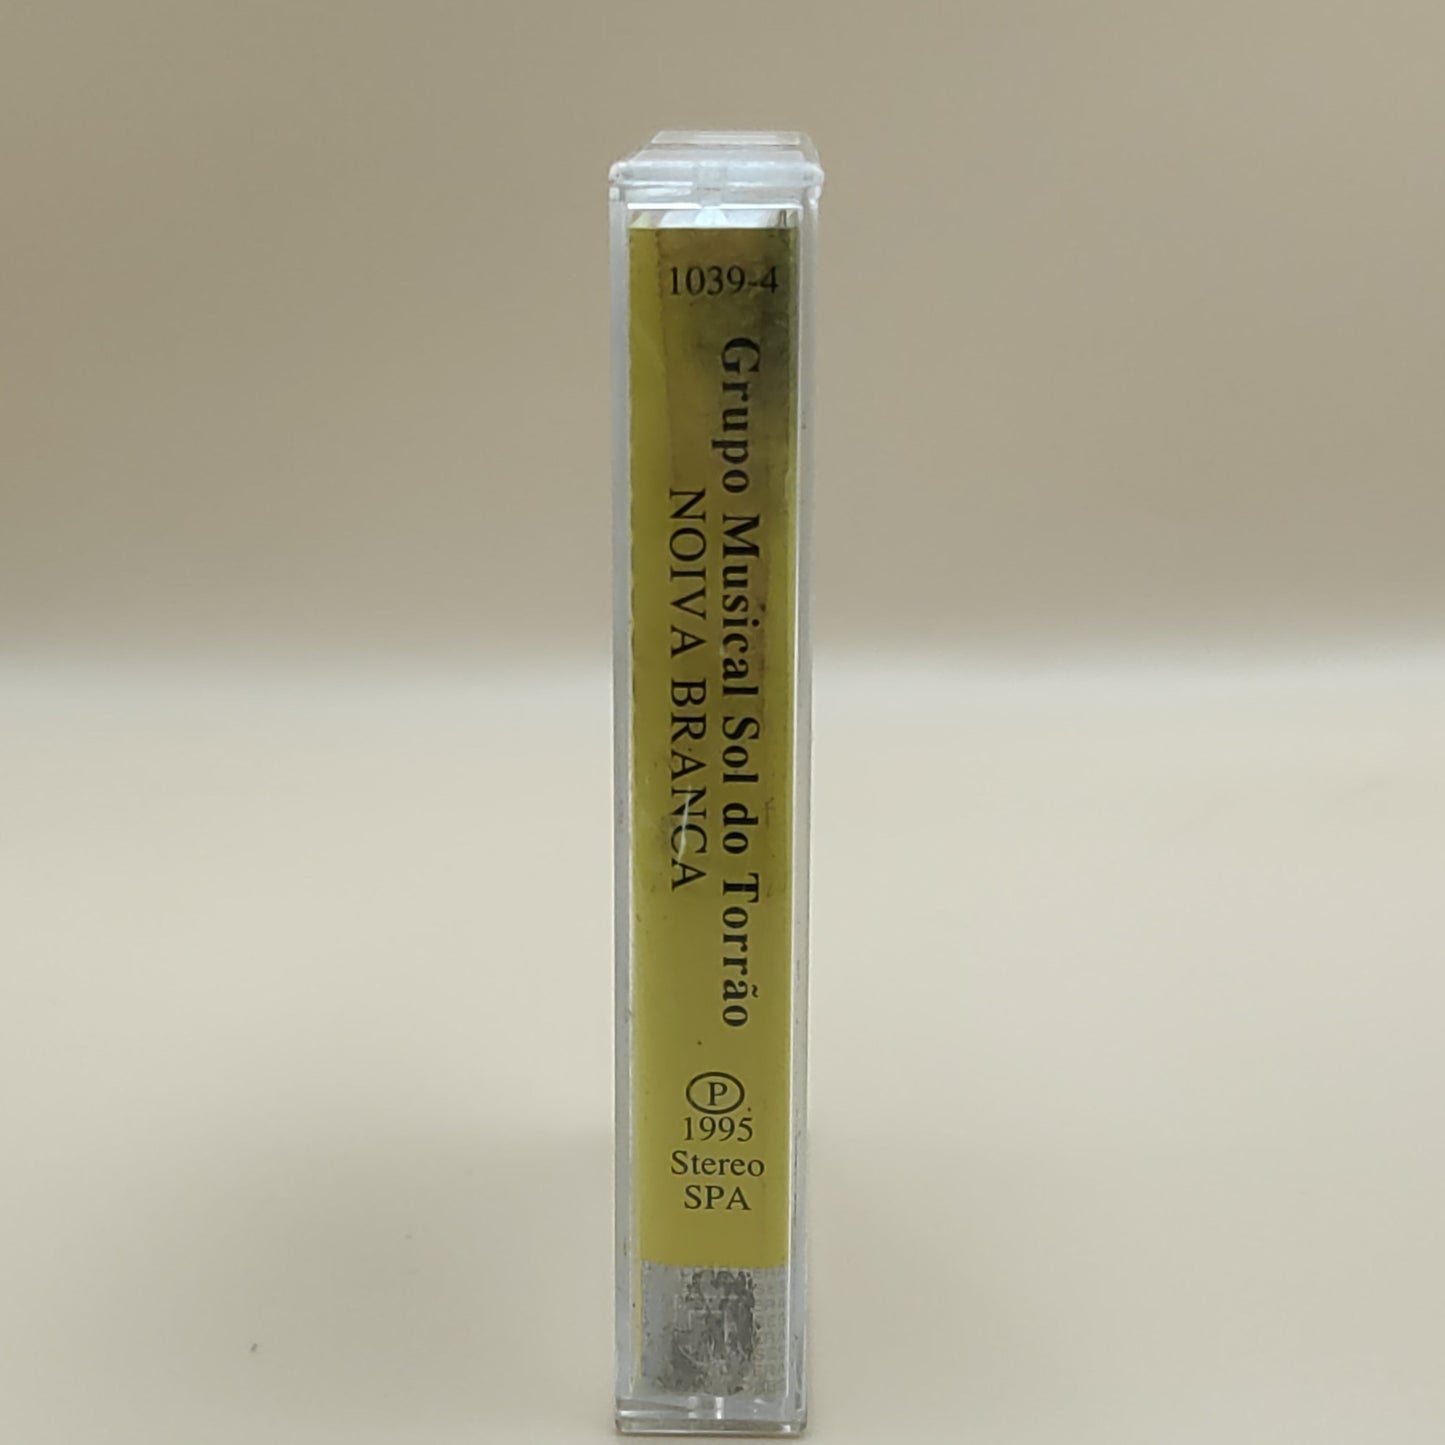 1039-4
Grupo Musical Sol do Torrão
NOIVA BRANCA
Ⓟ
1995
Stereo
SPA